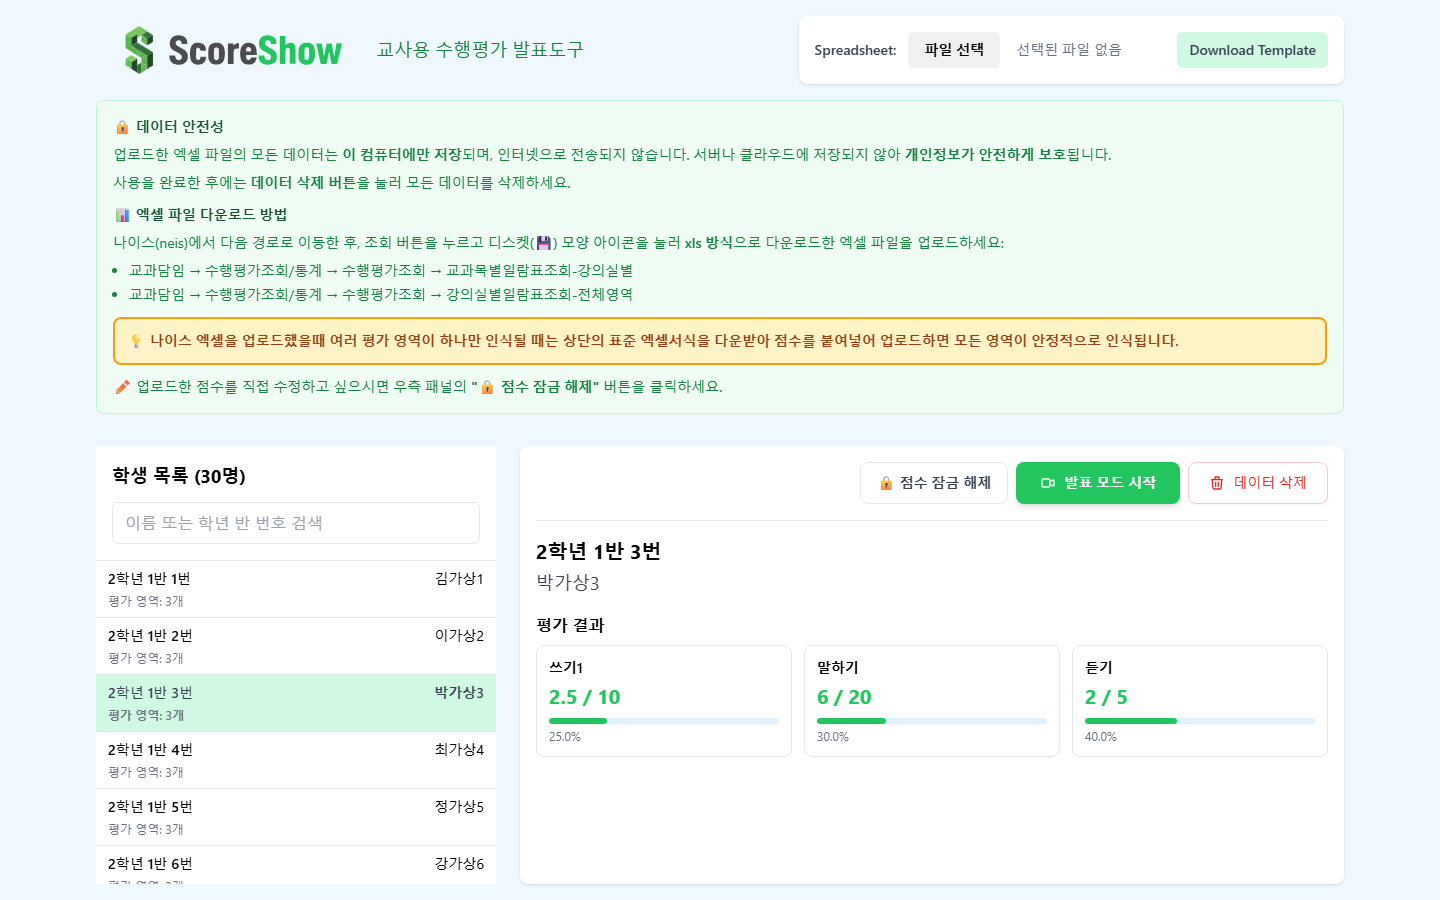 ScoreShow
교사용 수행평가 발표도구
Spreadsheet: 파일 선택 선택된 파일 없음 Download Template
🔒 데이터 안전성
업로드한 엑셀 파일의 모든 데이터는 이 컴퓨터에만 저장되며, 인터넷으로 전송되지 않습니다. 서버나 클라우드에 저장되지 않아 개인정보가 안전하게 보호됩니다.
사용을 완료한 후에는 데이터 삭제 버튼을 눌러 모든 데이터를 삭제하세요.
📊 엑셀 파일 다운로드 방법
나이스(neis)에서 다음 경로로 이동한 후, 조회 버튼을 누르고 디스켓(💾) 모양 아이콘을 눌러 xls 방식으로 다운로드한 엑셀 파일을 업로드하세요:
• 교과담임 → 수행평가조회/통계 → 수행평가조회 → 교과목별일람표조회-강의실별
• 교과담임 → 수행평가조회/통계 → 수행평가조회 → 강의실별일람표조회-전체영역
💡 나이스 엑셀을 업로드했을때 여러 평가 영역이 하나만 인식될 때는 상단의 표준 엑셀서식을 다운받아 점수를 붙여넣어 업로드하면 모든 영역이 안정적으로 인식됩니다.
✏️ 업로드한 점수를 직접 수정하고 싶으시면 우측 패널의 "🔒 점수 잠금 해제" 버튼을 클릭하세요.
학생 목록 (30명)
이름 또는 학년 반 번호 검색
2학년 1반 1번 김가상1
평가 영역: 3개
2학년 1반 2번 이가상2
평가 영역: 3개
2학년 1반 3번 박가상3
평가 영역: 3개
2학년 1반 4번 최가상4
평가 영역: 3개
2학년 1반 5번 정가상5
평가 영역: 3개
2학년 1반 6번 강가상6
🔒 점수 잠금 해제 발표 모드 시작 데이터 삭제
2학년 1반 3번
박가상3
평가 결과
쓰기1
2.5 / 10
25.0%
말하기
6 / 20
30.0%
듣기
2 / 5
40.0%